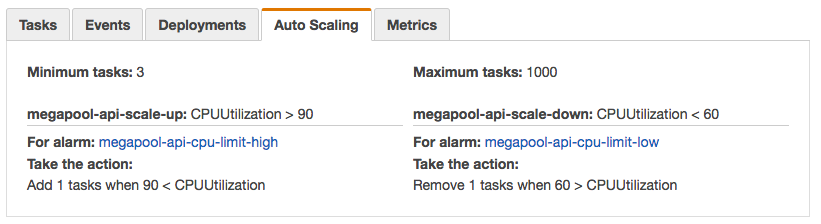 Tasks Events Deployments Auto Scaling Metrics
Minimum tasks: 3
Maximum tasks: 1000
megapool-api-scale-up: CPUUtilization > 90
For alarm: megapool-api-cpu-limit-high
Take the action:
Add 1 tasks when 90 < CPUUtilization
megapool-api-scale-down: CPUUtilization < 60
For alarm: megapool-api-cpu-limit-low
Take the action:
Remove 1 tasks when 60 > CPUUtilization